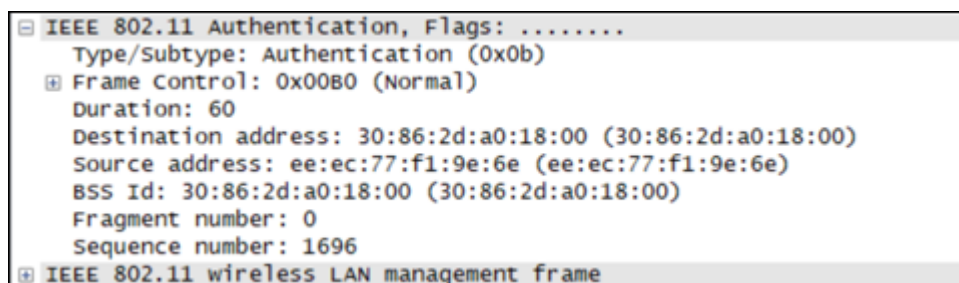 IEEE 802.11 Authentication, Flags: ........
Type/Subtype: Authentication (0x0b)
Frame Control: 0x00B0 (Normal)
Duration: 60
Destination address: 30:86:2d:a0:18:00 (30:86:2d:a0:18:00)
Source address: ee:ec:77:f1:9e:6e (ee:ec:77:f1:9e:6e)
BSS Id: 30:86:2d:a0:18:00 (30:86:2d:a0:18:00)
Fragment number: 0
Sequence number: 1696
IEEE 802.11 wireless LAN management frame